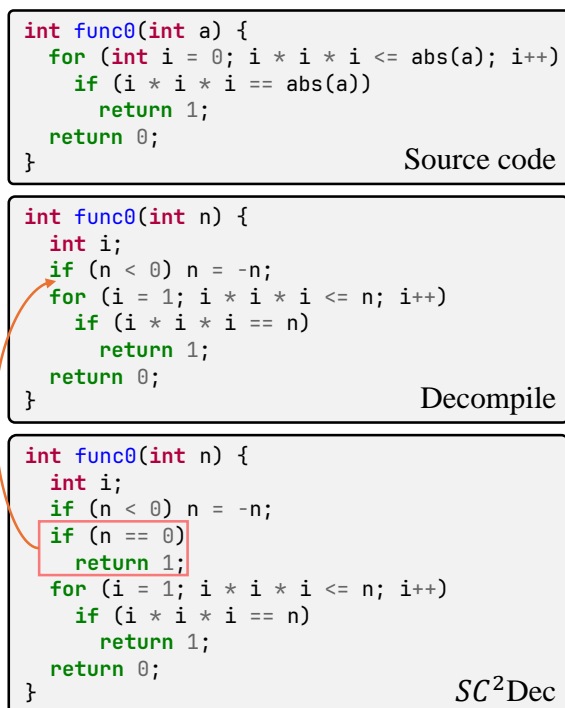 int func0(int a) {
  for (int i = 0; i * i * i <= abs(a); i++)
    if (i * i * i == abs(a))
      return 1;
  return 0;
}
Source code
int func0(int n) {
  int i;
  if (n < 0) n = -n;
  for (i = 1; i * i * i <= n; i++)
    if (i * i * i == n)
      return 1;
  return 0;
}
Decompile
int func0(int n) {
  int i;
  if (n < 0) n = -n;
  if (n == 0)
    return 1;
  for (i = 1; i * i * i <= n; i++)
    if (i * i * i == n)
      return 1;
  return 0;
}
SC²Dec